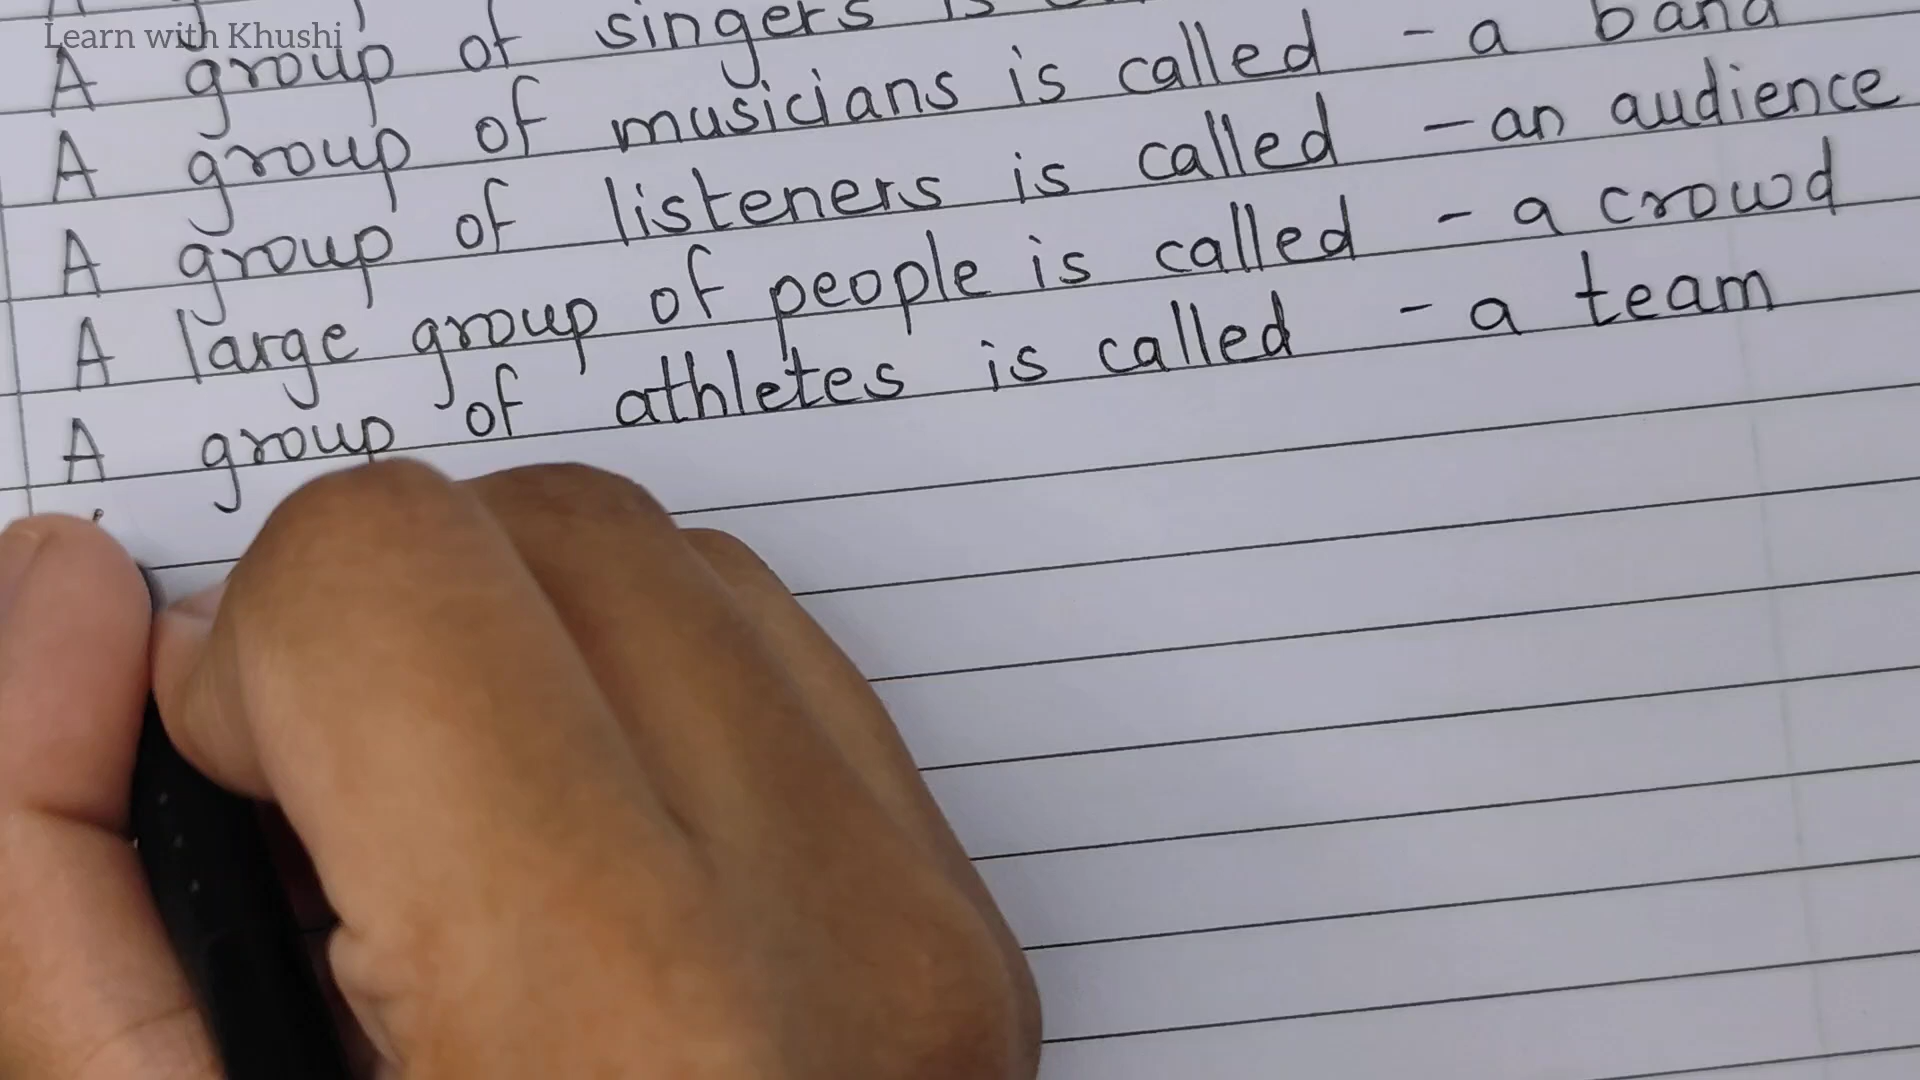 Learn with Khushi
A group of singers is
A group of musicians is called - a band
A group of listeners is called - an audience
A large group of people is called - a crowd
A group of athletes is called - a team